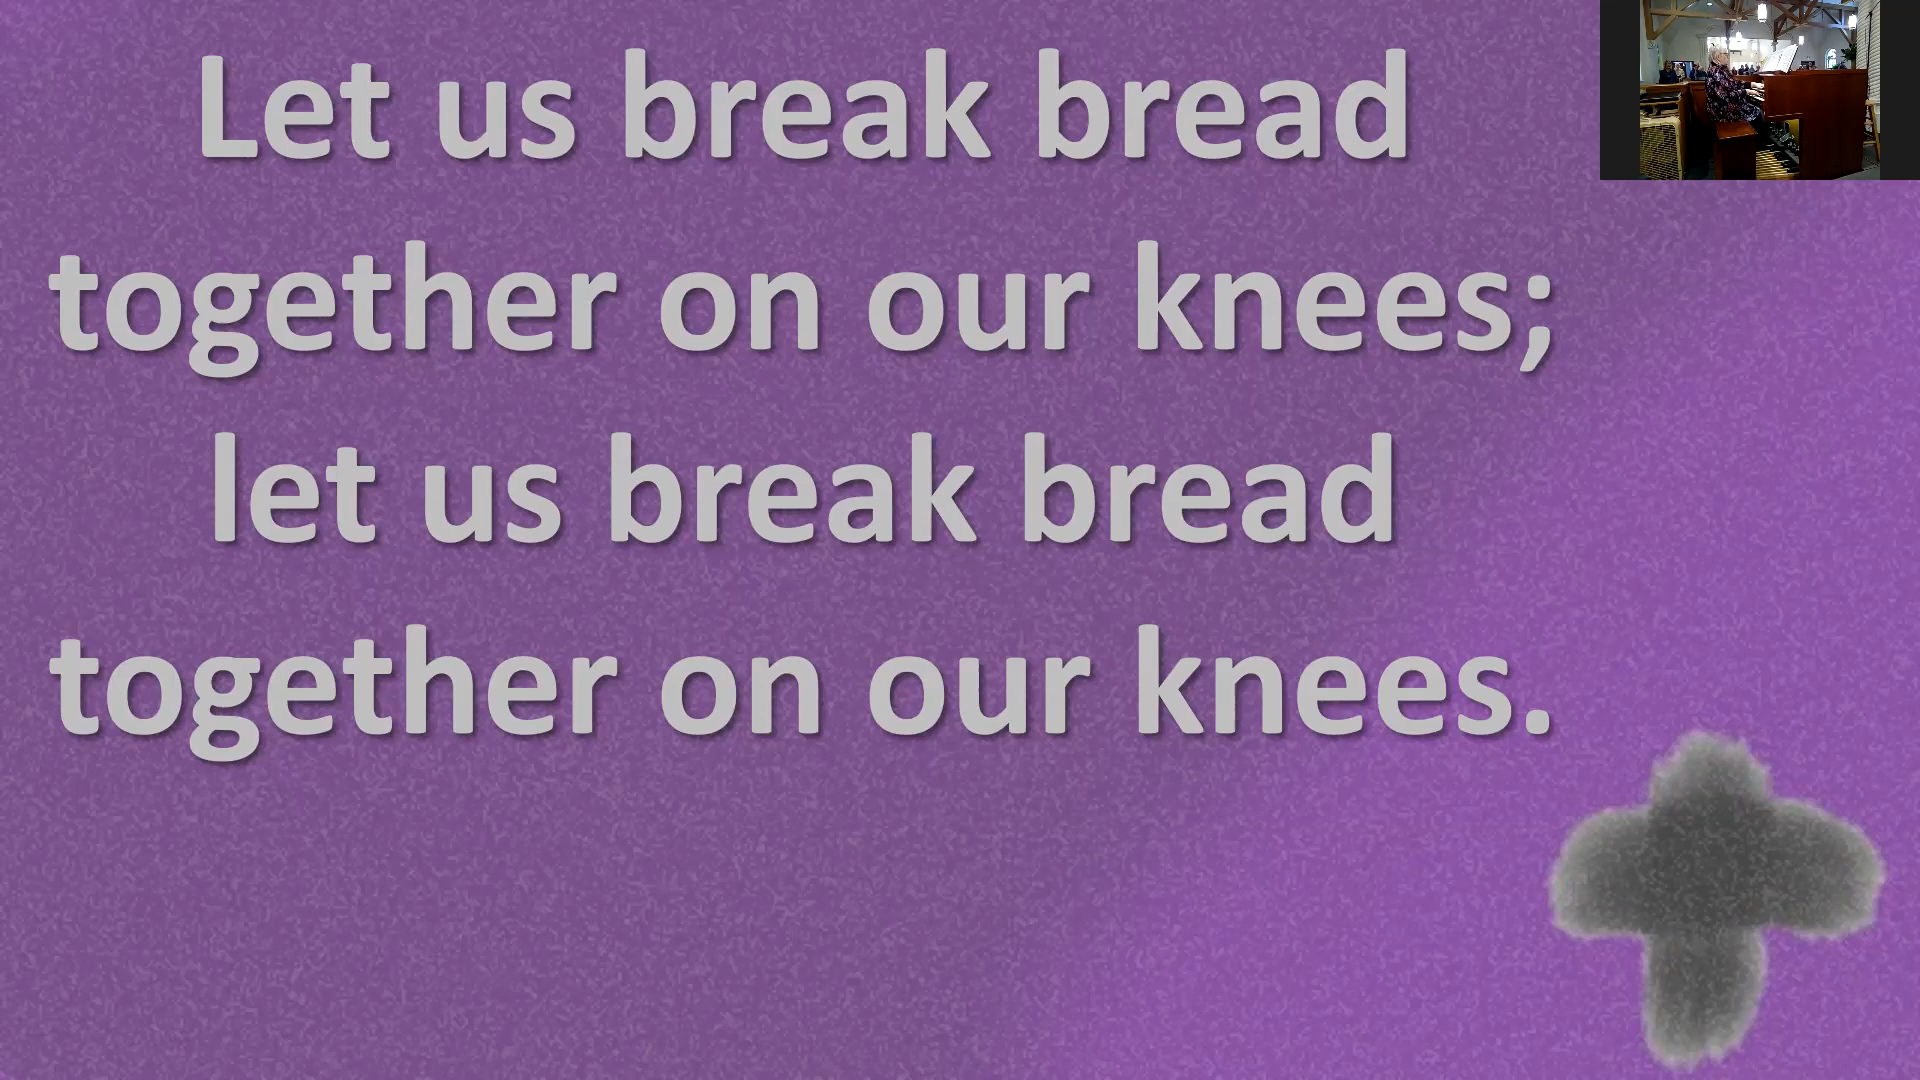 Let us break bread
together on our knees;
let us break bread
together on our knees.